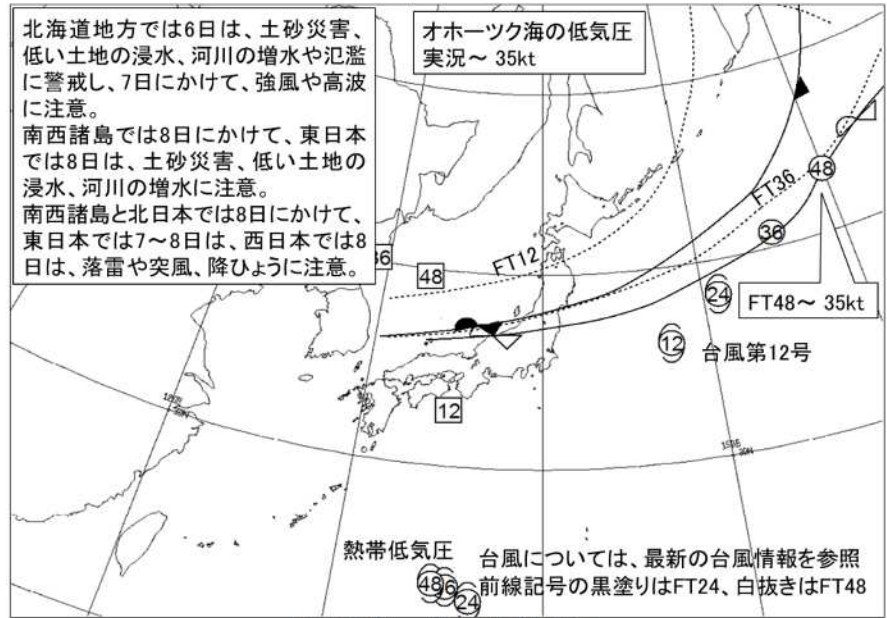 北海道地方では6日は、土砂災害、
低い土地の浸水、河川の増水や氾濫
に警戒し、7日にかけて、強風や高波
に注意。
南西諸島では8日にかけて、東日本
では8日は、土砂災害、低い土地の
浸水、河川の増水に注意。
南西諸島と北日本では8日にかけて、
東日本では7～8日は、西日本では8
日は、落雷や突風、降ひょうに注意。
オホーツク海の低気圧
実況～ 35kt
48
FT36
36
FT12
48
24
FT48～ 35kt
12
台風第12号
12
30N
30N
熱帯低気圧
台風については、最新の台風情報を参照
前線記号の黒塗りはFT24、白抜きはFT48
48
24